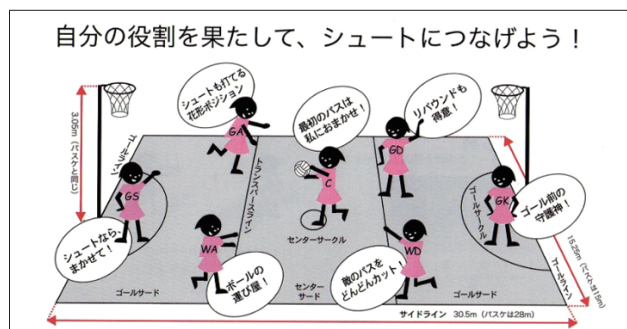 自分の役割を果たして、シュートにつなげよう！
シュートも打てる
花形ポジション
最初のパスは
私におまかせ！
リバウンドも
得意！
3.05m（バスケと同じ）
ゴールライン
GA
GD
トランスバースライン
C
GS
GK
ゴールサークル
ゴール前の
守護神！
シュートなら、
まかせて！
WA
センターサークル
WD
15.25m（バスケは15m）
ボールの
運び屋！
敵のパスを
どんどんカット！
ゴールサード
センター
サード
ゴールサード
ゴールライン
サイドライン 30.5m（バスケは28m）